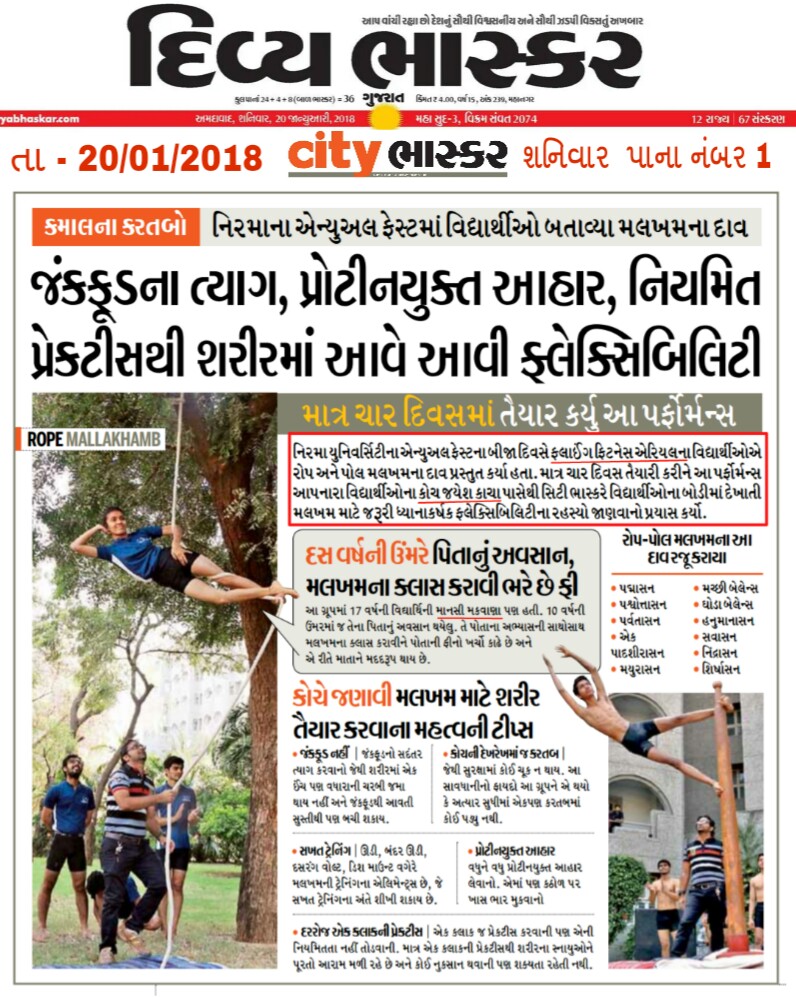 આપ વાંચી રહ્યા છો દેશનું સૌથી વિશ્વસનીય અને સૌથી ઝડપી વિકસતું અખબાર
દિવ્ય ભાસ્કર
કુલ પાનાં 24 + 4 + 8 (બાળ ભાસ્કર) = 36 ગુજરાત કિંમત ₹ 4.00, વર્ષ 15, અંક 239, મહાનગર
yabhaskar.com અમદાવાદ, શનિવાર, 20 જાન્યુઆરી, 2018 મહા સુદ-3, વિક્રમ સંવત 2074 12 રાજ્ય | 67 સંસ્કરણ
તા - 20/01/2018 city ભાસ્કર શનિવાર પાના નંબર 1
કમાલના કરતબો નિરમાના એન્યુઅલ ફેસ્ટમાં વિદ્યાર્થીઓ બતાવ્યા મલખમના દાવ
જંકફૂડના ત્યાગ, પ્રોટીનયુક્ત આહાર, નિયમિત
પ્રેક્ટીસથી શરીરમાં આવે આવી ફ્લેક્સિબિલિટી
ROPE MALLAKHAMB
માત્ર ચાર દિવસમાં તૈયાર કર્યુ આ પર્ફોર્મન્સ
નિરમા યુનિવર્સિટીના એન્યુઅલ ફેસ્ટના બીજા દિવસે ફ્લાઈંગ ફિટનેસ એરિયલના વિદ્યાર્થીઓએ
રોપ અને પોલ મલખમના દાવ પ્રસ્તુત કર્યા હતા. માત્ર ચાર દિવસ તૈયારી કરીને આ પર્ફોર્મન્સ
આપનારા વિદ્યાર્થીઓના કોચ જયેશ કાચા પાસેથી સિટી ભાસ્કરે વિદ્યાર્થીઓના બોડીમાં દેખાતી
મલખમ માટે જરૂરી ધ્યાનાકર્ષક ફ્લેક્સિબિલિટીના રહસ્યો જાણવાનો પ્રયાસ કર્યો.
દસ વર્ષની ઉંમરે પિતાનું અવસાન,
મલખમના ક્લાસ કરાવી ભરે છે ફી
આ ગ્રૂપમાં 17 વર્ષની વિદ્યાર્થિની માનસી મકવાણા પણ હતી. 10 વર્ષની
ઉંમરમાં જ તેના પિતાનું અવસાન થયેલુ. તે પોતાના અભ્યાસની સાથોસાથ
મલખમના ક્લાસ કરાવીને પોતાની ફીનો ખર્ચો કાઢે છે અને
એ રીતે માતાને મદદરૂપ થાય છે.
રોપ-પોલ મલખમના આ
દાવ રજૂ કરાયા
• પદ્માસન
• પશ્ચોત્તાસન
• પર્વતાસન
• એક
પાદશીરાસન
• મયુરાસન
• મચ્છી બેલેન્સ
• ઘોડા બેલેન્સ
• હનુમાનાસન
• સવાસન
• નિંદ્રાસન
• શિર્ષાસન
કોચે જણાવી મલખમ માટે શરીર
તૈયાર કરવાના મહત્વની ટીપ્સ
• જંકફૂડ નહીં | જંકફૂડનો સદંતર
ત્યાગ કરવાનો જેથી શરીરમાં એક
ઈંચ પણ વધારાની ચરબી જમા
થાય નહીં અને જંકફૂડથી આવતી
સુસ્તીથી પણ બચી શકાય.
• કોચની દેખરેખમાં જ કરતબ |
જેથી સુરક્ષામાં કોઈ ચૂક ન થાય. આ
સાવધાનીનો ફાયદો આ ગ્રૂપને એ થયો
કે અત્યાર સુધીમાં એકપણ કરતબમાં
કોઈ પડ્યુ નથી.
• સખત ટ્રેનિંગ | ઊડી, બંદર ઊડી,
દસરંગ વોલ્ટ, ડિશ માઉન્ટ વગેરે
મલખમની ટ્રેનિંગના એલિમેન્ટ્સ છે, જે
સખત ટ્રેનિંગના અંતે શીખી શકાય છે.
• પ્રોટીનયુક્ત આહાર
વધુને વધુ પ્રોટીનયુક્ત આહાર
લેવાનો. એમાં પણ કઠોળ પર
ખાસ ભાર મુકવાનો
• દરરોજ એક કલાકની પ્રેક્ટીસ | એક કલાક જ પ્રેક્ટીસ કરવાની પણ એની
નિયમિતતા નહીં તોડવાની. માત્ર એક કલાકની પ્રેક્ટીસથી શરીરના સ્નાયુઓને
પૂરતો આરામ મળી રહે છે અને કોઈ નુકસાન થવાની પણ શક્યતા રહેતી નથી.